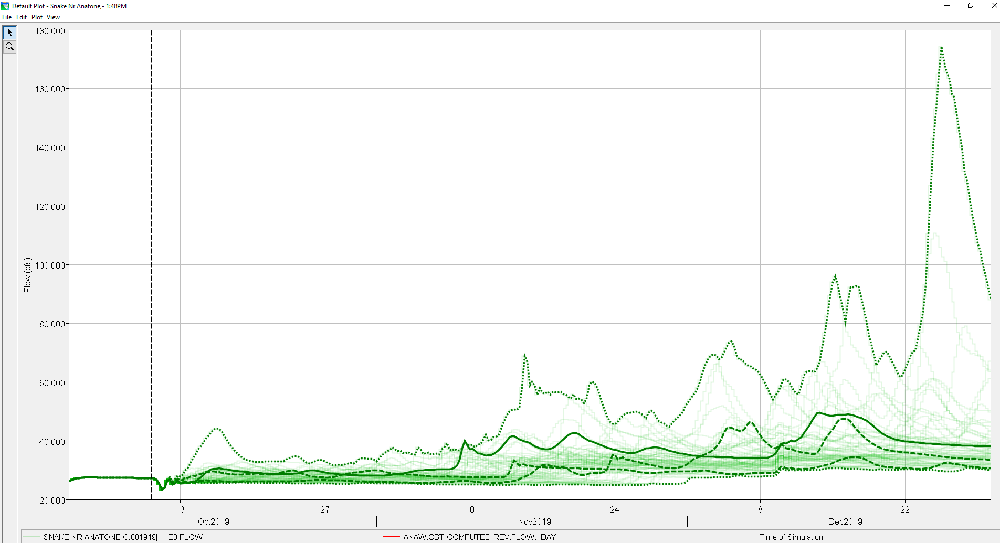 Default Plot - Snake Nr Anatone,- 1:48PM
File Edit Plot View
180,000
160,000
140,000
120,000
100,000
80,000
60,000
40,000
20,000
Flow (cfs)
13 27 10 24 8 22
Oct2019 Nov2019 Dec2019
SNAKE NR ANATONE C:001949|----E0 FLOW ANAW.CBT-COMPUTED-REV.FLOW.1DAY Time of Simulation